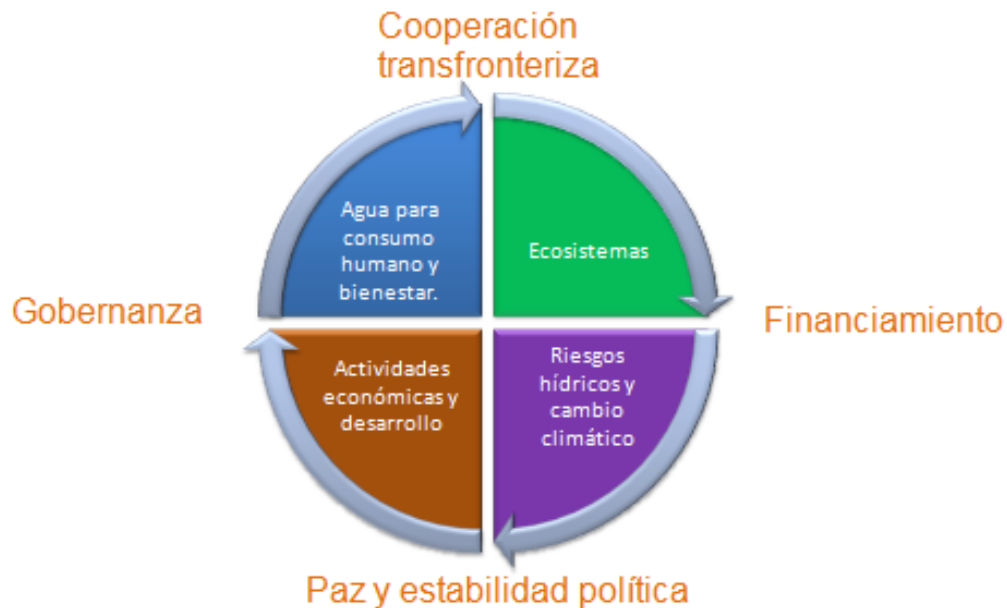 Cooperación
transfronteriza
Agua para
consumo
humano y
bienestar.
Ecosistemas
Gobernanza
Financiamiento
Actividades
económicas y
desarrollo
Riesgos
hídricos y
cambio
climático
Paz y estabilidad política